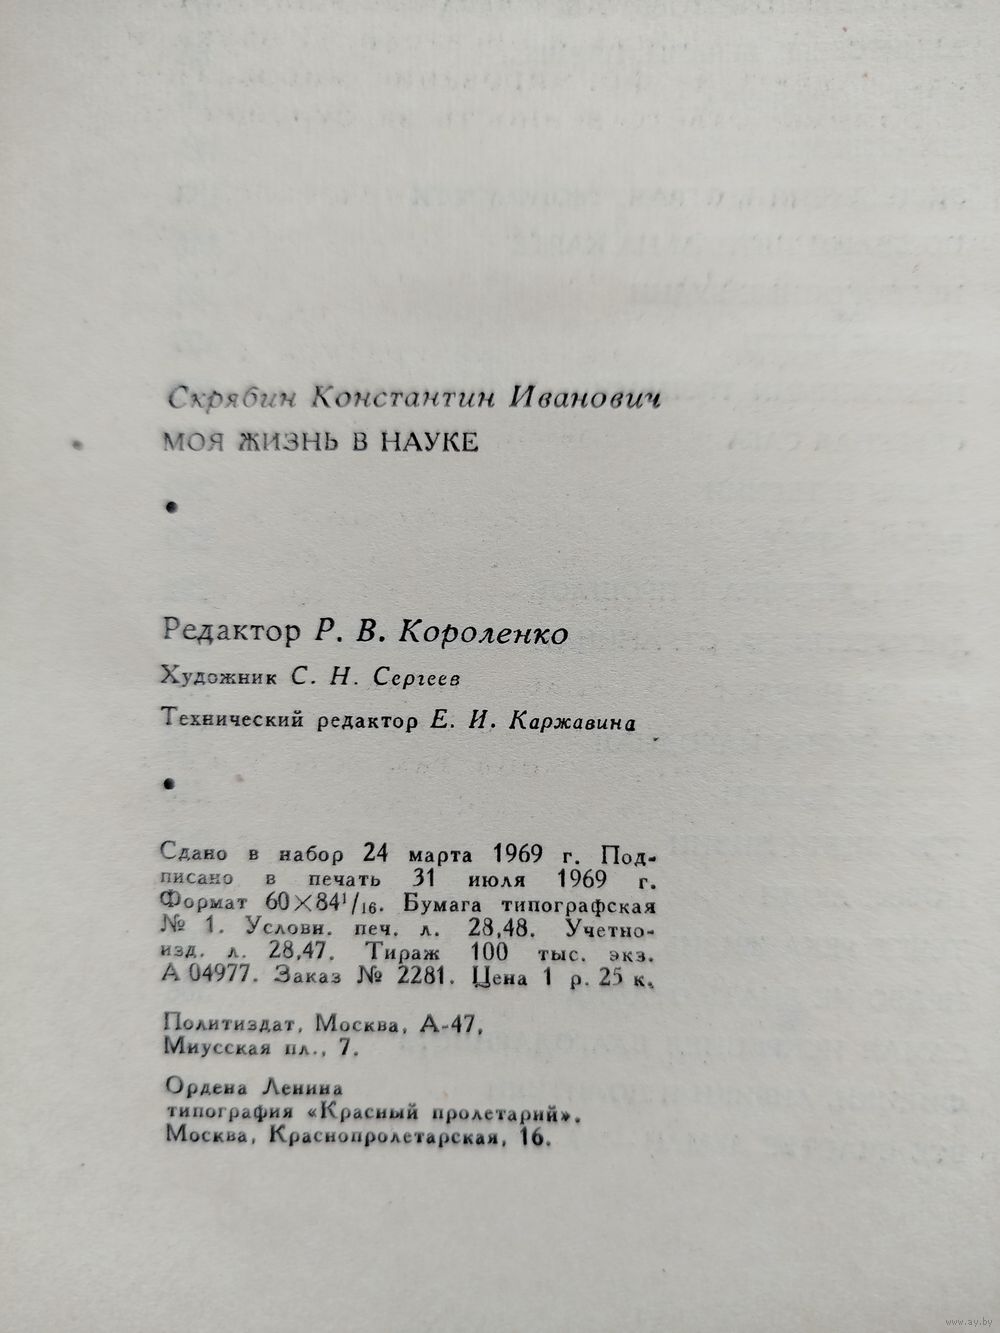 Скрябин Константин Иванович
МОЯ ЖИЗНЬ В НАУКЕ
Редактор Р. В. Короленко
Художник С. Н. Сергеев
Технический редактор Е. И. Каржавина
Сдано в набор 24 марта 1969 г. Под-
писано в печать 31 июля 1969 г.
Формат 60×84¹/₁₆. Бумага типографская
№ 1. Условн. печ. л. 28,48. Учетно-
изд. л. 28,47. Тираж 100 тыс. экз.
А 04977. Заказ № 2281. Цена 1 р. 25 к.
Политиздат, Москва, А-47,
Миусская пл., 7.
Ордена Ленина
типография «Красный пролетарий».
Москва, Краснопролетарская, 16.
www.ay.by